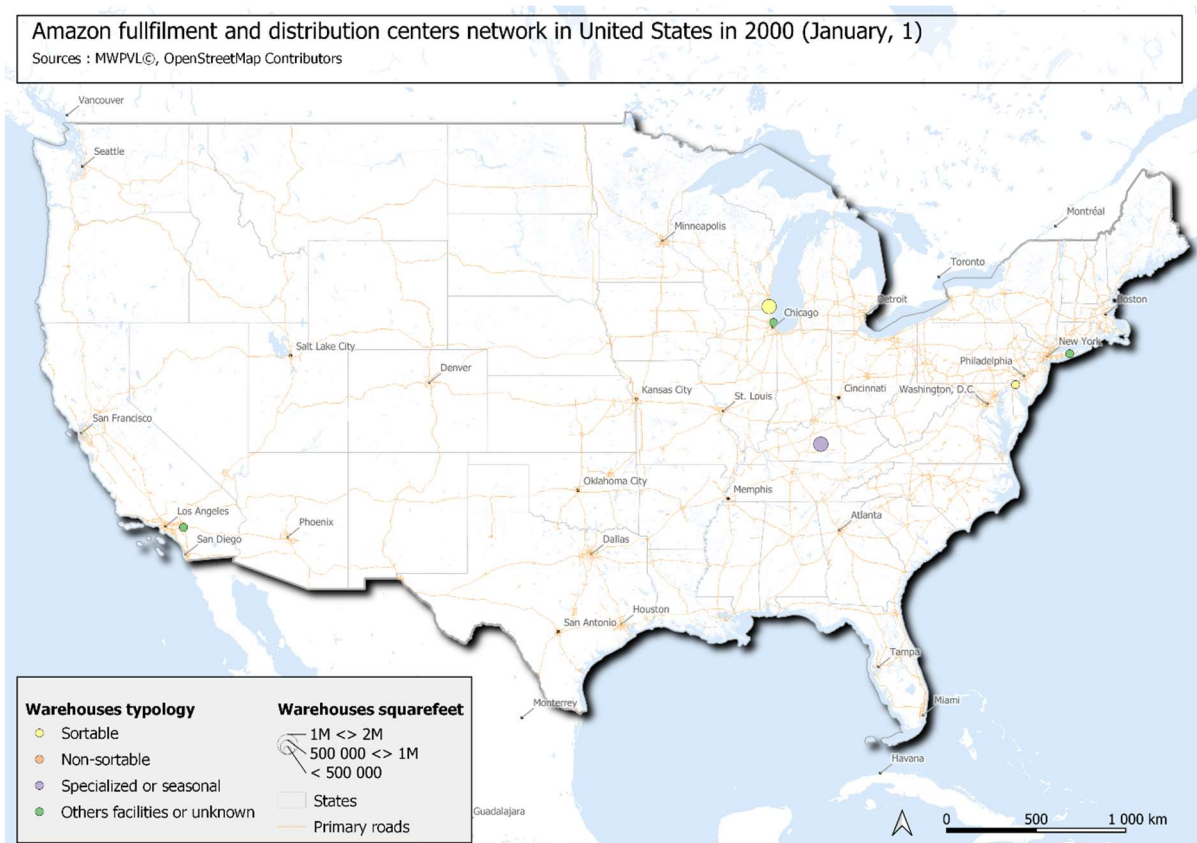 Amazon fullfilment and distribution centers network in United States in 2000 (January, 1)
Sources : MWPVL©, OpenStreetMap Contributors
Vancouver
Seattle
Minneapolis
Montréal
Toronto
Detroit
Boston
Chicago
New York
Salt Lake City
Denver
Philadelphia
Kansas City
Cincinnati
Washington, D.C.
St. Louis
San Francisco
Oklahoma City
Memphis
Los Angeles
Phoenix
Atlanta
San Diego
Dallas
Houston
San Antonio
Tampa
Monterrey
Miami
Havana
Guadalajara
Warehouses typology
Sortable
Non-sortable
Specialized or seasonal
Others facilities or unknown
Warehouses squarefeet
1M <> 2M
500 000 <> 1M
< 500 000
States
Primary roads
0 500 1 000 km